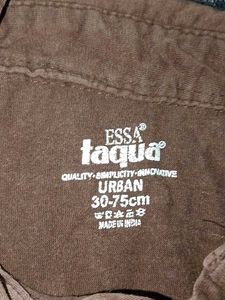 ESSA®
taqua®
QUALITY•SIMPLICITY•INNOVATIVE
URBAN
30-75cm
MADE IN INDIA